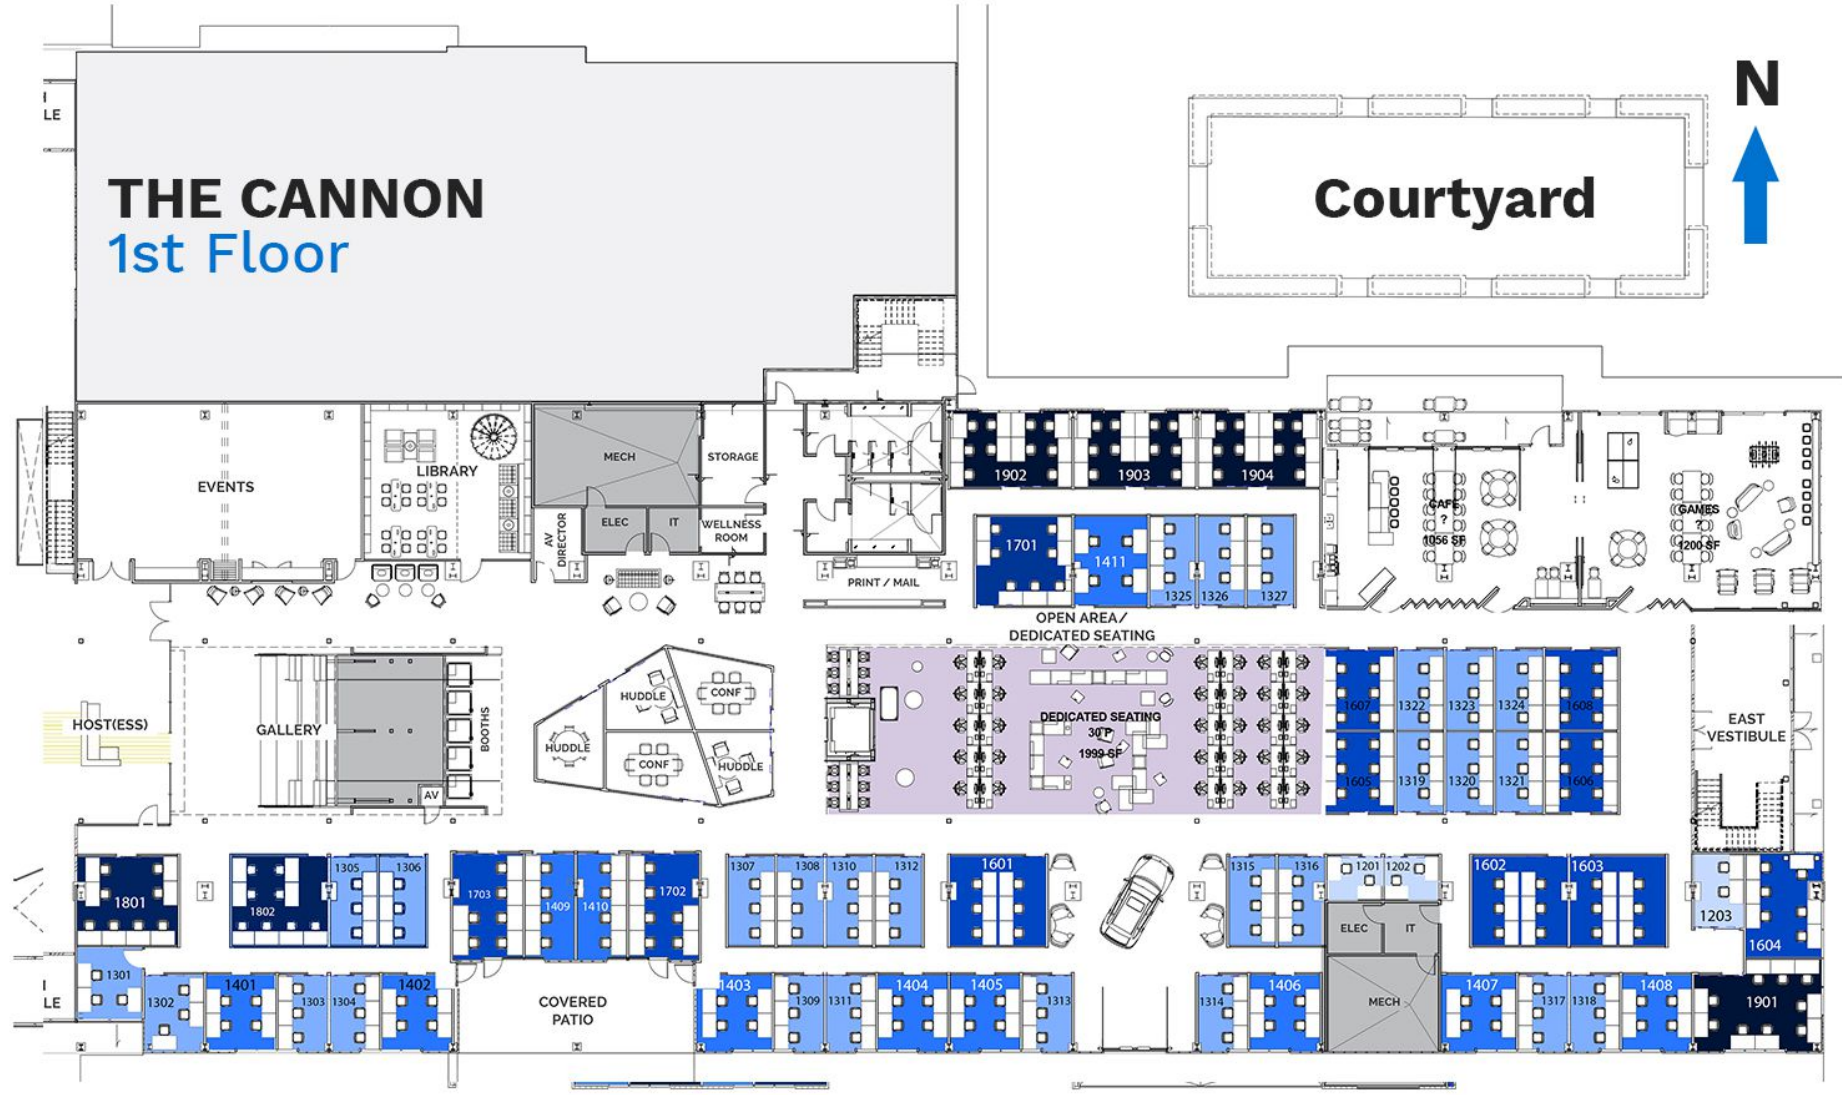 N
LE
THE CANNON
1st Floor
Courtyard
EVENTS
LIBRARY
MECH
STORAGE
ELEC
IT
WELLNESS
ROOM
AV
DIRECTOR
PRINT / MAIL
1902
1903
1904
1701
1411
1325
1326
1327
CAFE
?
1056 SF
GAMES
?
1200 SF
OPEN AREA/
DEDICATED SEATING
HOST(ESS)
GALLERY
BOOTHS
AV
HUDDLE
CONF
HUDDLE
CONF
HUDDLE
DEDICATED SEATING
30 P
1999 SF
1607
1322
1323
1324
1608
1605
1319
1320
1321
1606
EAST
VESTIBULE
1801
1802
1305
1306
1703
1409
1410
1702
1307
1308
1310
1312
1601
1315
1316
1201
1202
1602
1603
1203
1604
ELEC
IT
1301
1302
1401
1303
1304
1402
COVERED
PATIO
1403
1309
1311
1404
1405
1313
1314
1406
MECH
1407
1317
1318
1408
1901
LE